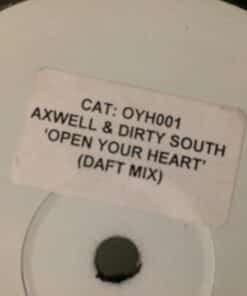 CAT: OYH001
AXWELL & DIRTY SOUTH
'OPEN YOUR HEART'
(DAFT MIX)